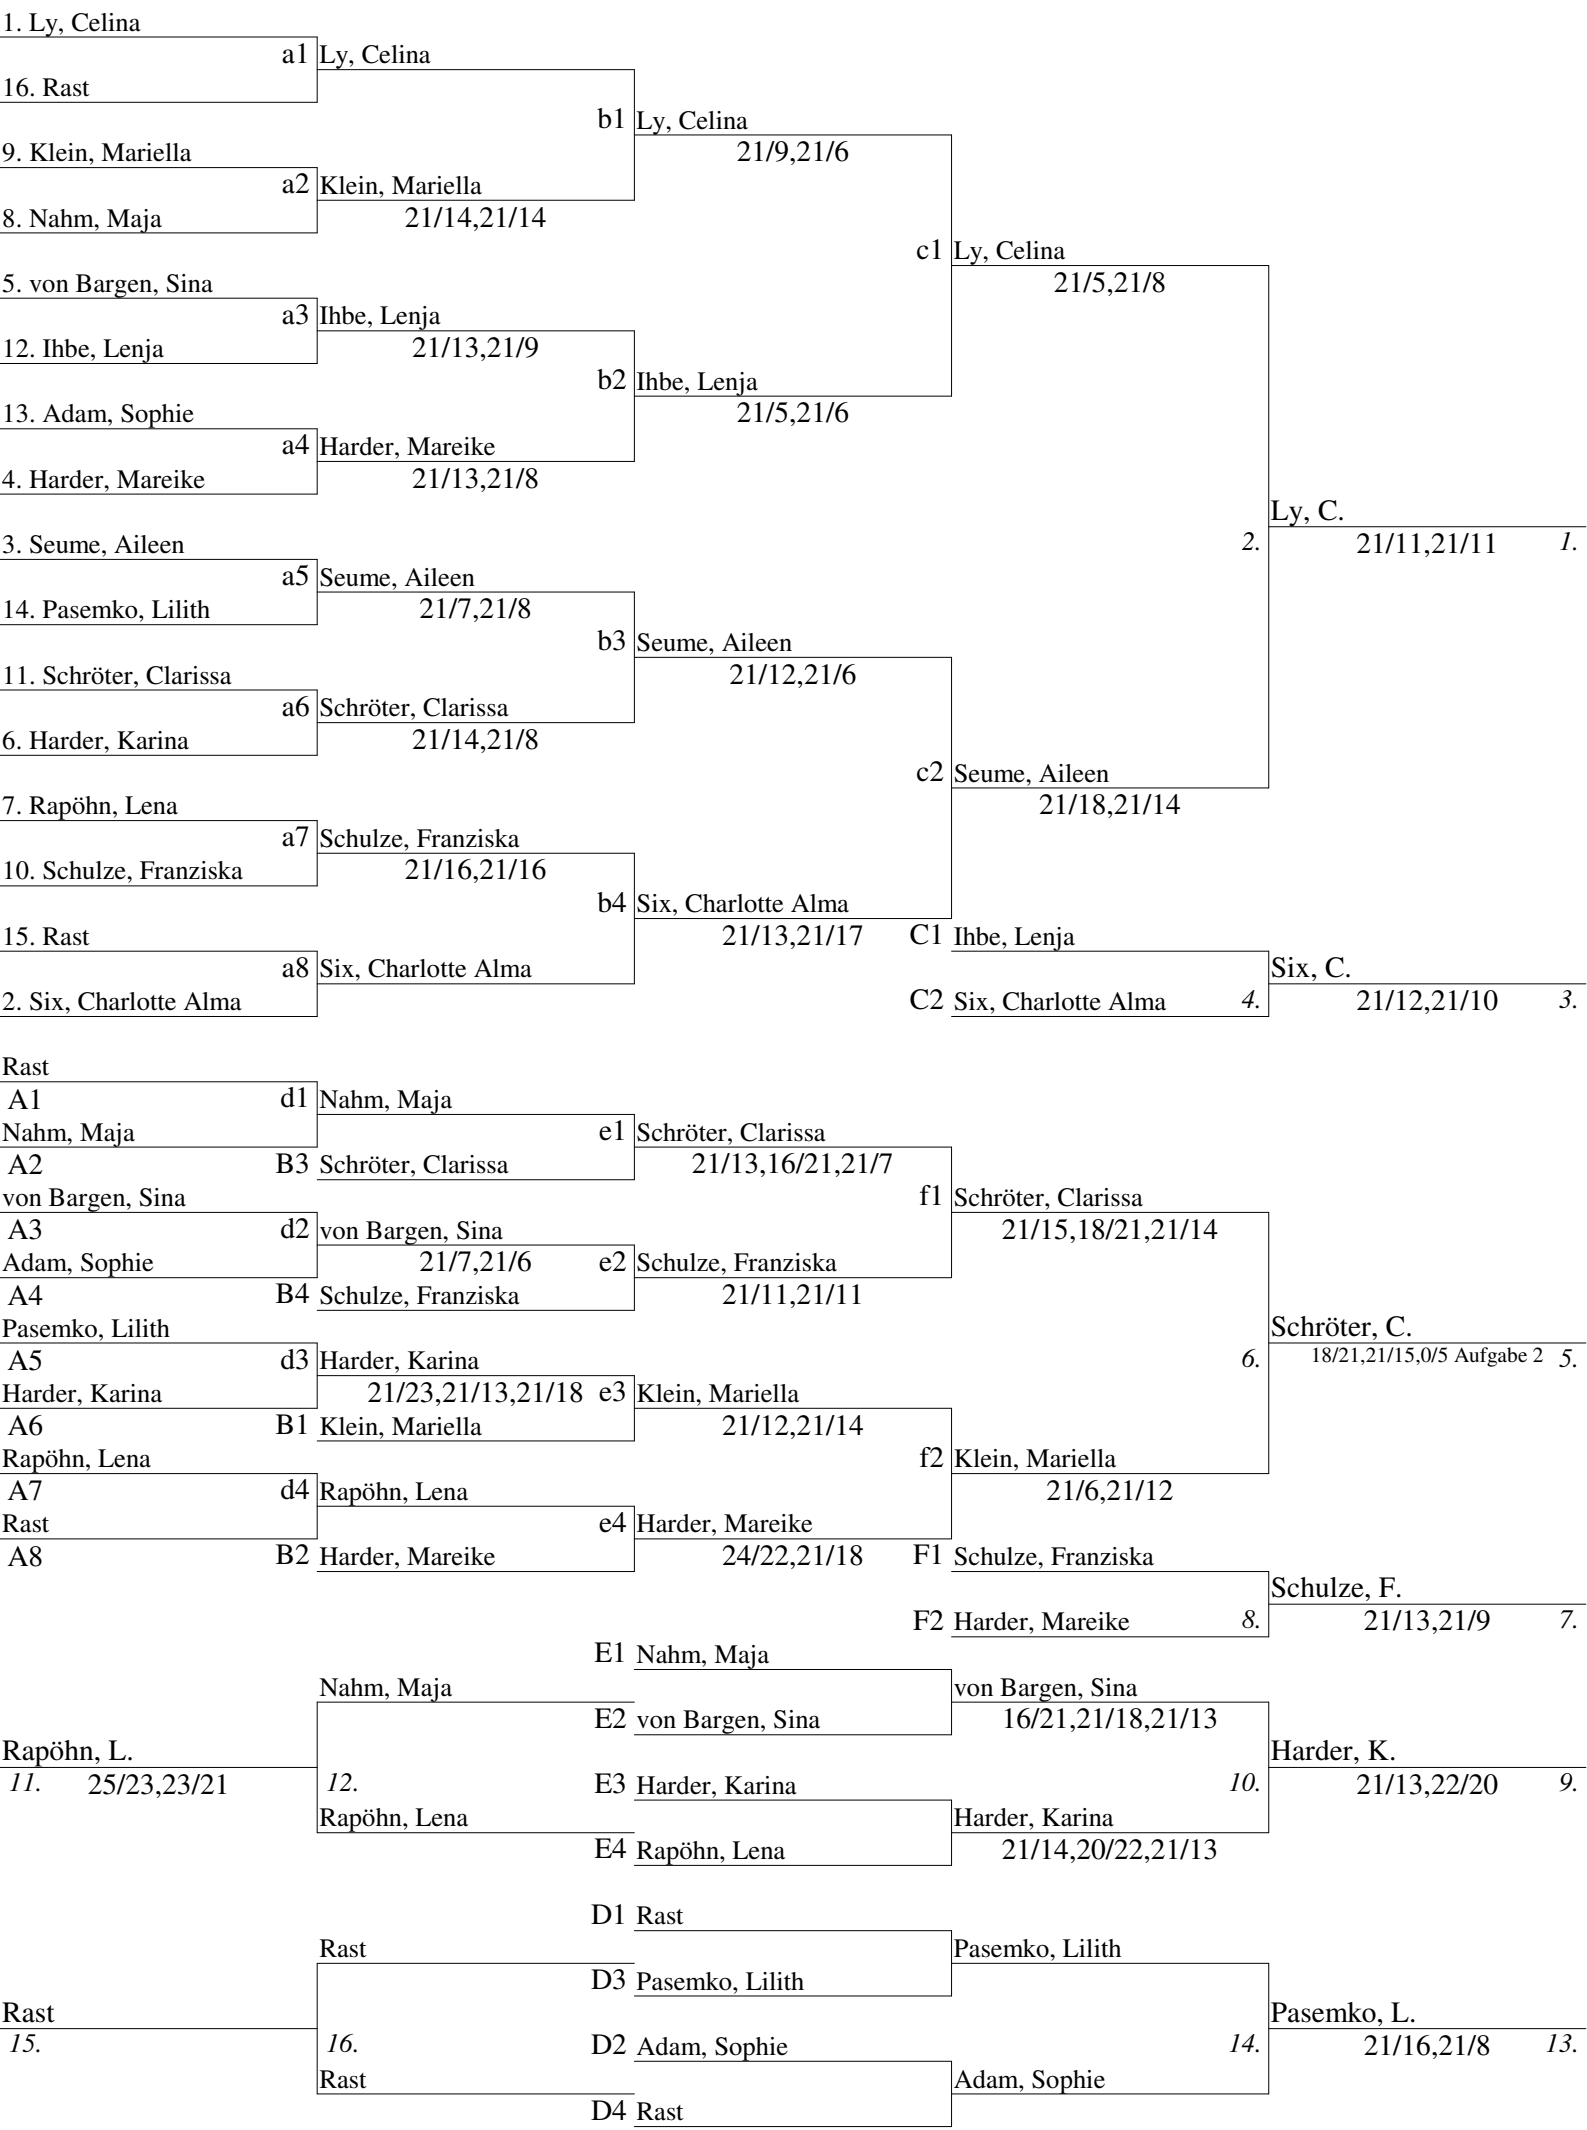 1. Ly, Celina
a1 Ly, Celina
16. Rast
b1 Ly, Celina
9. Klein, Mariella
21/9,21/6
a2 Klein, Mariella
8. Nahm, Maja
21/14,21/14
c1 Ly, Celina
5. von Bargen, Sina
21/5,21/8
a3 Ihbe, Lenja
12. Ihbe, Lenja
21/13,21/9
b2 Ihbe, Lenja
13. Adam, Sophie
21/5,21/6
a4 Harder, Mareike
4. Harder, Mareike
21/13,21/8
Ly, C.
3. Seume, Aileen
2.
21/11,21/11
1.
a5 Seume, Aileen
14. Pasemko, Lilith
21/7,21/8
b3 Seume, Aileen
11. Schröter, Clarissa
21/12,21/6
a6 Schröter, Clarissa
6. Harder, Karina
21/14,21/8
c2 Seume, Aileen
7. Rapöhn, Lena
21/18,21/14
a7 Schulze, Franziska
10. Schulze, Franziska
21/16,21/16
b4 Six, Charlotte Alma
15. Rast
21/13,21/17
C1 Ihbe, Lenja
a8 Six, Charlotte Alma
Six, C.
2. Six, Charlotte Alma
C2 Six, Charlotte Alma
4.
21/12,21/10
3.
Rast
A1
d1 Nahm, Maja
Nahm, Maja
e1 Schröter, Clarissa
A2
B3 Schröter, Clarissa
21/13,16/21,21/7
von Bargen, Sina
f1 Schröter, Clarissa
A3
d2 von Bargen, Sina
21/15,18/21,21/14
Adam, Sophie
21/7,21/6
e2 Schulze, Franziska
A4
B4 Schulze, Franziska
21/11,21/11
Pasemko, Lilith
Schröter, C.
A5
d3 Harder, Karina
6.
18/21,21/15,0/5 Aufgabe 2
5.
Harder, Karina
21/23,21/13,21/18
e3 Klein, Mariella
A6
B1 Klein, Mariella
21/12,21/14
Rapöhn, Lena
f2 Klein, Mariella
A7
d4 Rapöhn, Lena
21/6,21/12
Rast
e4 Harder, Mareike
A8
B2 Harder, Mareike
24/22,21/18
F1 Schulze, Franziska
Schulze, F.
F2 Harder, Mareike
8.
21/13,21/9
7.
E1 Nahm, Maja
Nahm, Maja
von Bargen, Sina
E2 von Bargen, Sina
16/21,21/18,21/13
Rapöhn, L.
Harder, K.
11.
25/23,23/21
12.
E3 Harder, Karina
10.
21/13,22/20
9.
Rapöhn, Lena
Harder, Karina
E4 Rapöhn, Lena
21/14,20/22,21/13
D1 Rast
Rast
Pasemko, Lilith
D3 Pasemko, Lilith
Rast
Pasemko, L.
15.
16.
D2 Adam, Sophie
14.
21/16,21/8
13.
Rast
Adam, Sophie
D4 Rast